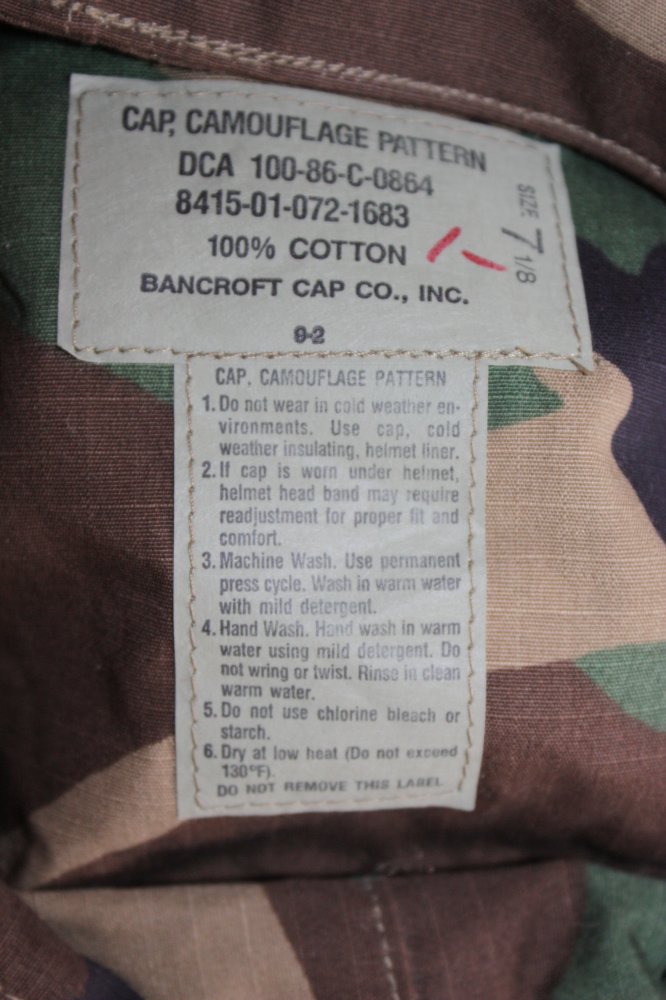 CAP, CAMOUFLAGE PATTERN
DCA 100-86-C-0864
8415-01-072-1683
100% COTTON
BANCROFT CAP CO., INC.
9-2
SIZE: 7 1/8
CAP, CAMOUFLAGE PATTERN
1. Do not wear in cold weather en-
vironments. Use cap, cold
weather insulating, helmet liner.
2. If cap is worn under helmet,
helmet head band may require
readjustment for proper fit and
comfort.
3. Machine Wash. Use permanent
press cycle. Wash in warm water
with mild detergent.
4. Hand Wash. Hand wash in warm
water using mild detergent. Do
not wring or twist. Rinse in clean
warm water.
5. Do not use chlorine bleach or
starch.
6. Dry at low heat (Do not exceed
130°F).
DO NOT REMOVE THIS LABEL